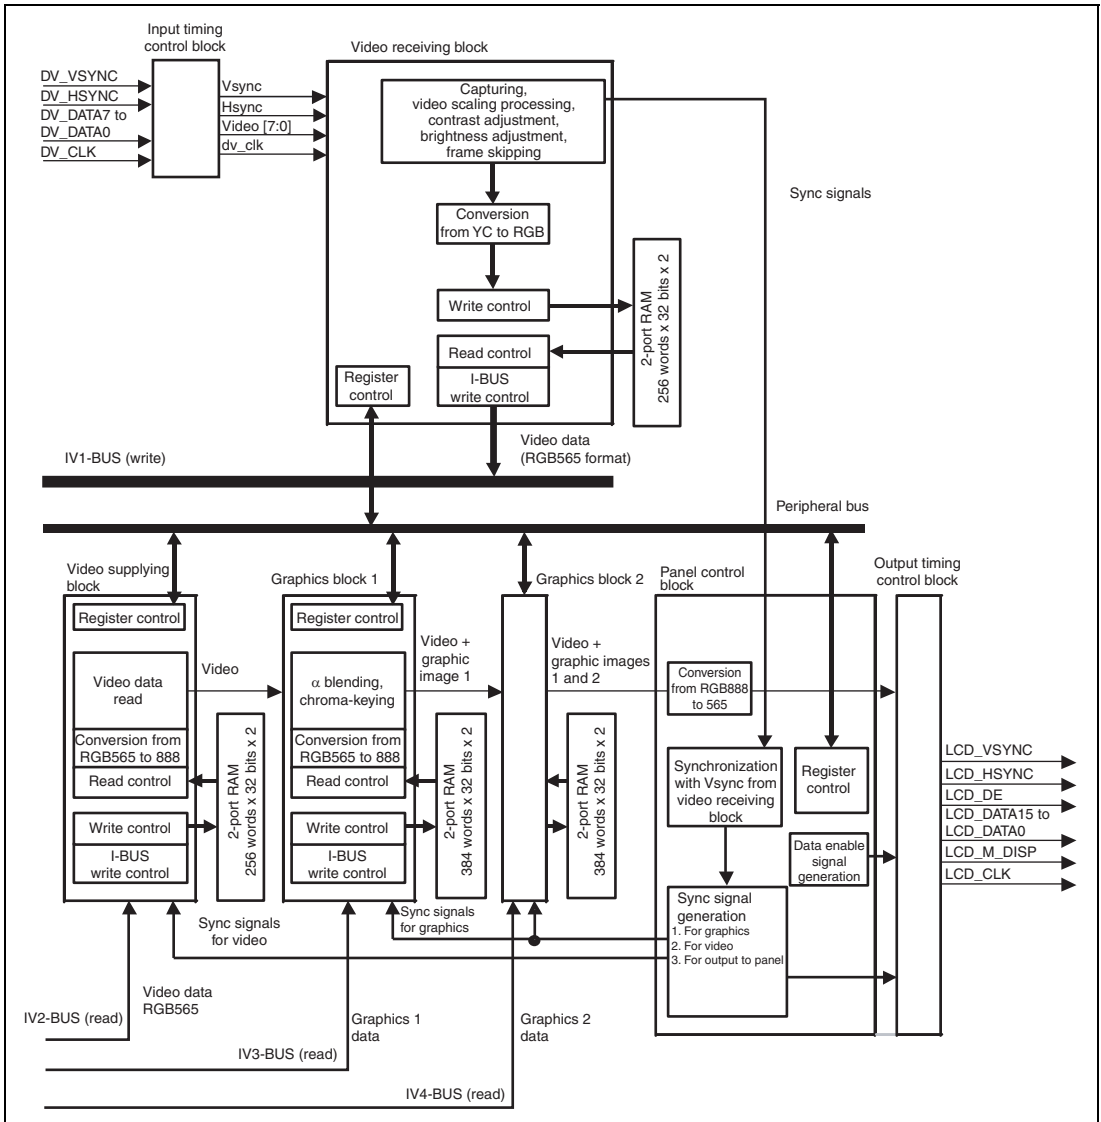 Input timing
control block
Video receiving block
DV_VSYNC
DV_HSYNC
DV_DATA7 to
DV_DATA0
DV_CLK
Vsync
Hsync
Video [7:0]
dv_clk
Capturing,
video scaling processing,
contrast adjustment,
brightness adjustment,
frame skipping
Sync signals
Conversion
from YC to RGB
Write control
Read control
I-BUS
write control
2-port RAM
256 words x 32 bits x 2
Register
control
Video data
(RGB565 format)
IV1-BUS (write)
Peripheral bus
Video supplying
block
Graphics block 1
Graphics block 2
Panel control
block
Output timing
control block
Register control
Video data
read
Conversion from
RGB565 to 888
Read control
Write control
I-BUS
write control
Video
2-port RAM
256 words x 32 bits x 2
Register control
α blending,
chroma-keying
Conversion from
RGB565 to 888
Read control
Write control
I-BUS
write control
Video +
graphic
image 1
2-port RAM
384 words x 32 bits x 2
Video +
graphic images
1 and 2
2-port RAM
384 words x 32 bits x 2
Conversion
from RGB888
to 565
Synchronization
with Vsync from
video receiving
block
Register
control
Data enable
signal
generation
Sync signal
generation
1. For graphics
2. For video
3. For output to panel
LCD_VSYNC
LCD_HSYNC
LCD_DE
LCD_DATA15 to
LCD_DATA0
LCD_M_DISP
LCD_CLK
Sync signals
for video
Sync signals
for graphics
Video data
RGB565
IV2-BUS (read)
Graphics 1
data
IV3-BUS (read)
Graphics 2
data
IV4-BUS (read)